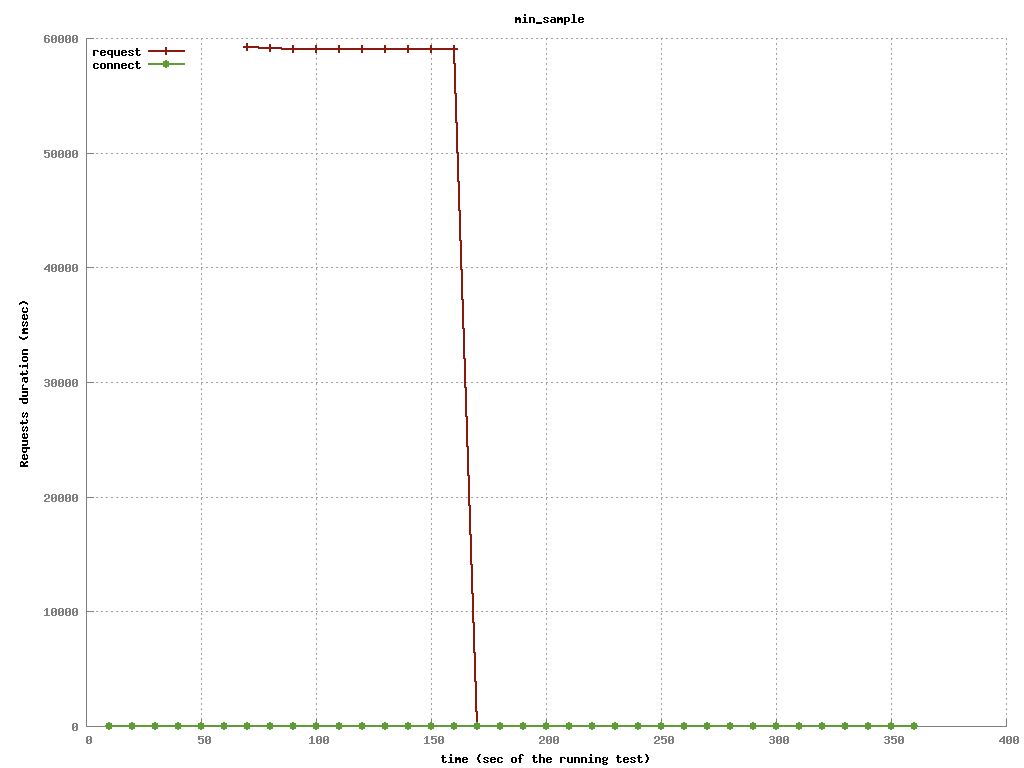 min_sample
60000
request
connect
50000
40000
30000
20000
10000
0
Requests duration (msec)
0 50 100 150 200 250 300 350 400
time (sec of the running test)